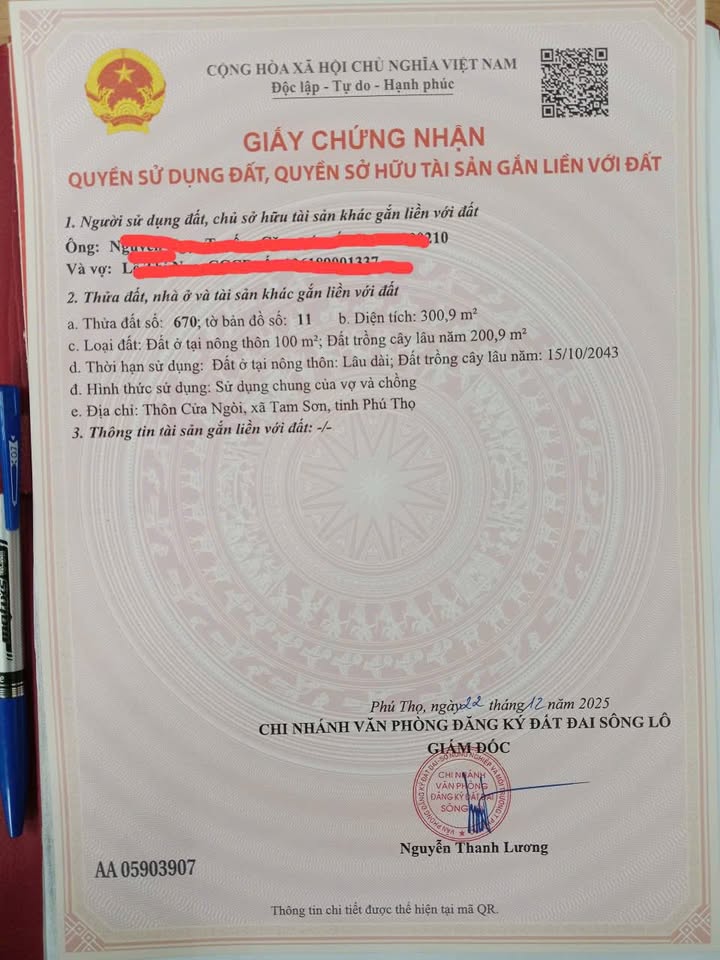 CỘNG HÒA XÃ HỘI CHỦ NGHĨA VIỆT NAM
Độc lập - Tự do - Hạnh phúc
GIẤY CHỨNG NHẬN
QUYỀN SỬ DỤNG ĐẤT, QUYỀN SỞ HỮU TÀI SẢN GẮN LIỀN VỚI ĐẤT
1. Người sử dụng đất, chủ sở hữu tài sản khác gắn liền với đất
Ông:
Và vợ:
2. Thửa đất, nhà ở và tài sản khác gắn liền với đất
a. Thửa đất số: 670; tờ bản đồ số: 11 b. Diện tích: 300,9 m²
c. Loại đất: Đất ở tại nông thôn 100 m²; Đất trồng cây lâu năm 200,9 m²
d. Thời hạn sử dụng: Đất ở tại nông thôn: Lâu dài; Đất trồng cây lâu năm: 15/10/2043
đ. Hình thức sử dụng: Sử dụng chung của vợ và chồng
e. Địa chỉ: Thôn Cửa Ngòi, xã Tam Sơn, tỉnh Phú Thọ
3. Thông tin tài sản gắn liền với đất: -/-
Phú Thọ, ngày 22 tháng 12 năm 2025
CHI NHÁNH VĂN PHÒNG ĐĂNG KÝ ĐẤT ĐAI SÔNG LÔ
GIÁM ĐỐC
CHI NHÁNH
VĂN PHÒNG
ĐĂNG KÝ ĐẤT ĐAI
SÔNG
Nguyễn Thanh Lương
AA 05903907
Thông tin chi tiết được thể hiện tại mã QR.